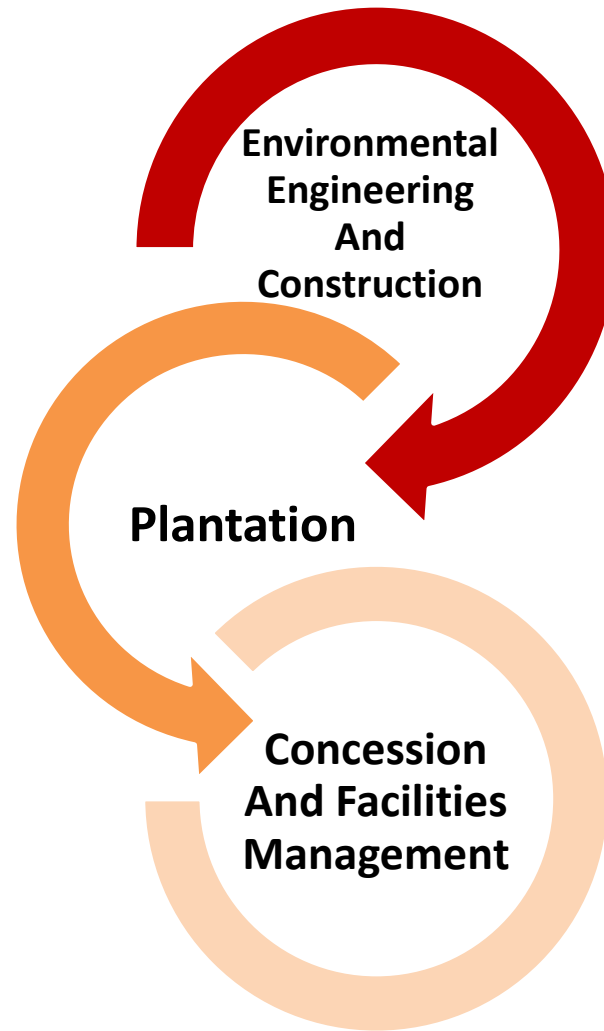 Environmental
Engineering
And
Construction
Plantation
Concession
And Facilities
Management